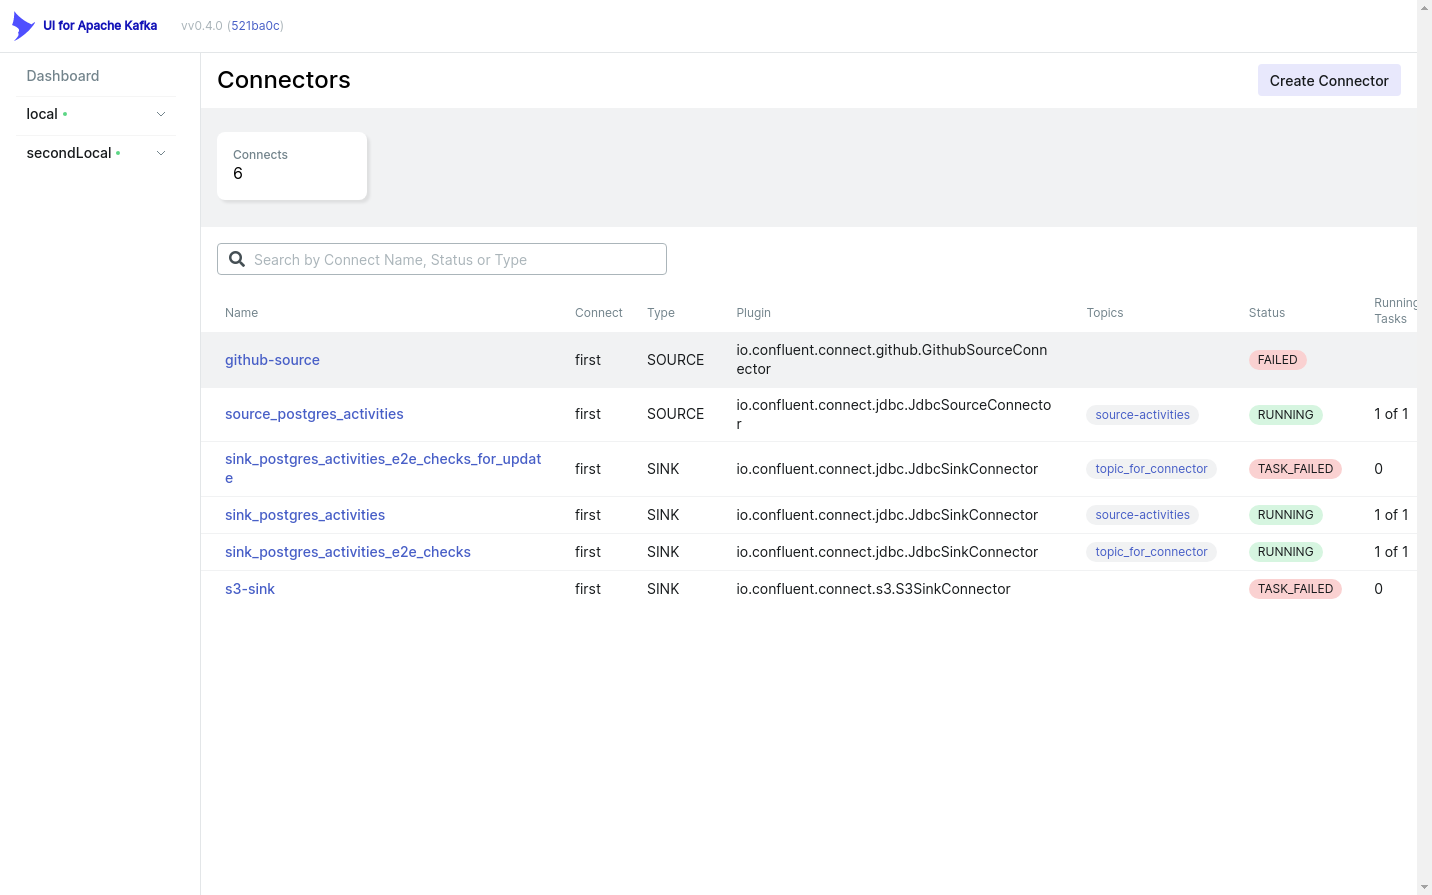 UI for Apache Kafka
vv0.4.0 (521ba0c)
Dashboard
local
secondLocal
Connectors
Create Connector
Connects
6
Search by Connect Name, Status or Type
Name Connect Type Plugin Topics Status Running Tasks
github-source first SOURCE io.confluent.connect.github.GithubSourceConn
ector FAILED
source_postgres_activities first SOURCE io.confluent.connect.jdbc.JdbcSourceConnecto
r source-activities RUNNING 1 of 1
sink_postgres_activities_e2e_checks_for_updat
e first SINK io.confluent.connect.jdbc.JdbcSinkConnector topic_for_connector TASK_FAILED 0
sink_postgres_activities first SINK io.confluent.connect.jdbc.JdbcSinkConnector source-activities RUNNING 1 of 1
sink_postgres_activities_e2e_checks first SINK io.confluent.connect.jdbc.JdbcSinkConnector topic_for_connector RUNNING 1 of 1
s3-sink first SINK io.confluent.connect.s3.S3SinkConnector TASK_FAILED 0